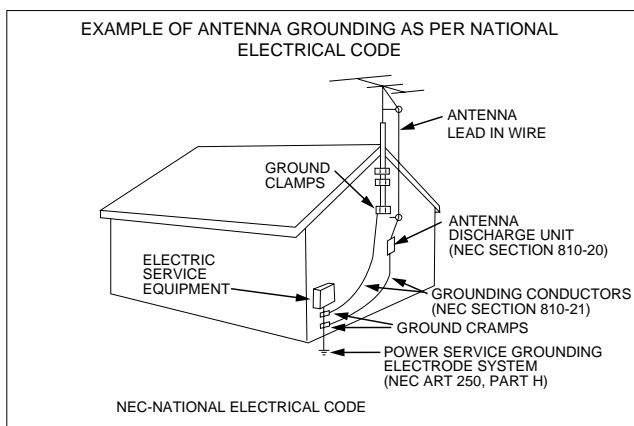 EXAMPLE OF ANTENNA GROUNDING AS PER NATIONAL
ELECTRICAL CODE
ANTENNA
LEAD IN WIRE
GROUND
CLAMPS
ANTENNA
DISCHARGE UNIT
(NEC SECTION 810-20)
ELECTRIC
SERVICE
EQUIPMENT
GROUNDING CONDUCTORS
(NEC SECTION 810-21)
GROUND CRAMPS
POWER SERVICE GROUNDING
ELECTRODE SYSTEM
(NEC ART 250, PART H)
NEC-NATIONAL ELECTRICAL CODE